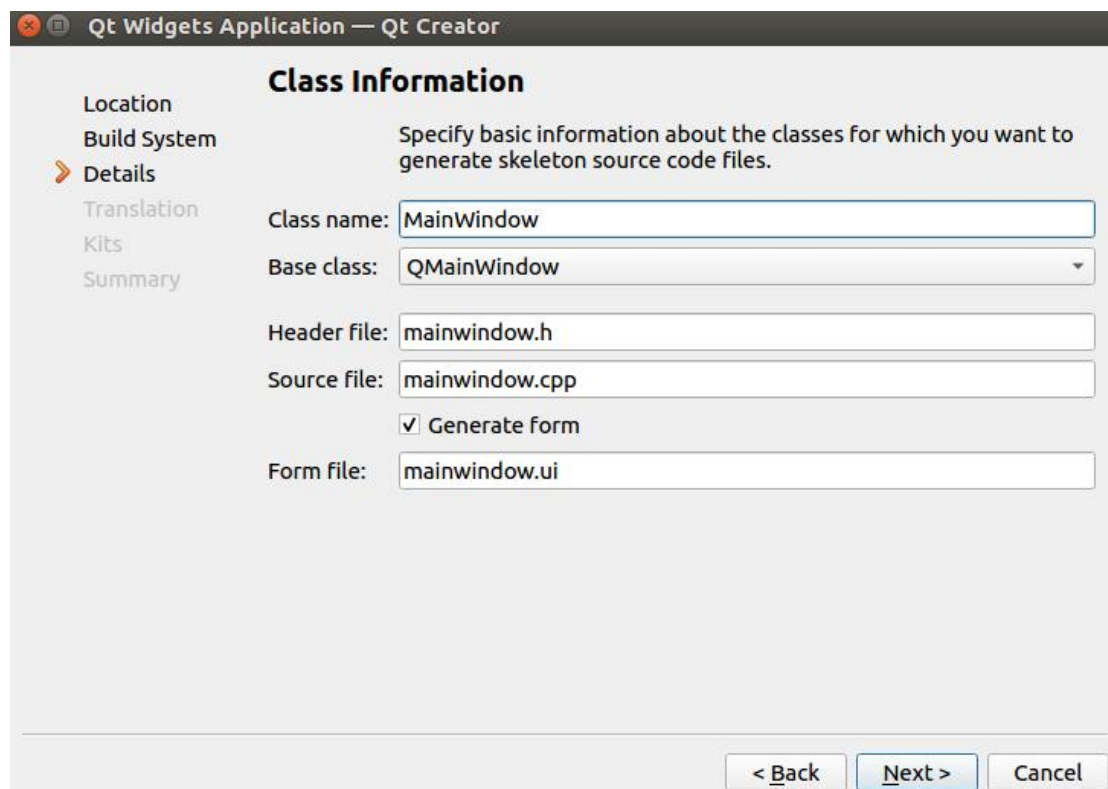 Qt Widgets Application — Qt Creator
Location
Build System
Details
Translation
Kits
Summary
Class Information
Specify basic information about the classes for which you want to
generate skeleton source code files.
Class name: MainWindow
Base class: QMainWindow
Header file: mainwindow.h
Source file: mainwindow.cpp
Generate form
Form file: mainwindow.ui
< Back Next > Cancel